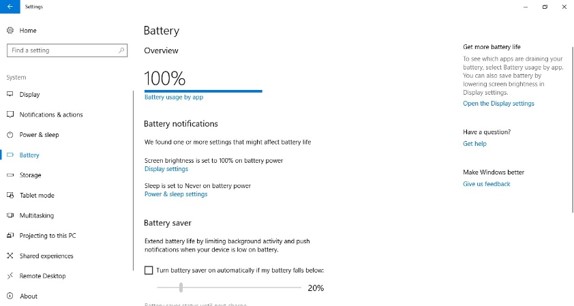 Settings
Home
Find a setting
System
Display
Notifications & actions
Power & sleep
Battery
Storage
Tablet mode
Multitasking
Projecting to this PC
Shared experiences
Remote Desktop
About
Battery
Overview
100%
Battery usage by app
Battery notifications
We found one or more settings that might affect battery life
Screen brightness is set to 100% on battery power
Display settings
Sleep is set to Never on battery power
Power & sleep settings
Battery saver
Extend battery life by limiting background activity and push
notifications when your device is low on battery.
Turn battery saver on automatically if my battery falls below:
20%
Battery saver status until next charge
Get more battery life
To see which apps are draining your
battery, select Battery usage by app.
You can also save battery by
lowering screen brightness in
Display settings.
Open the Display settings
Have a question?
Get help
Make Windows better
Give us feedback